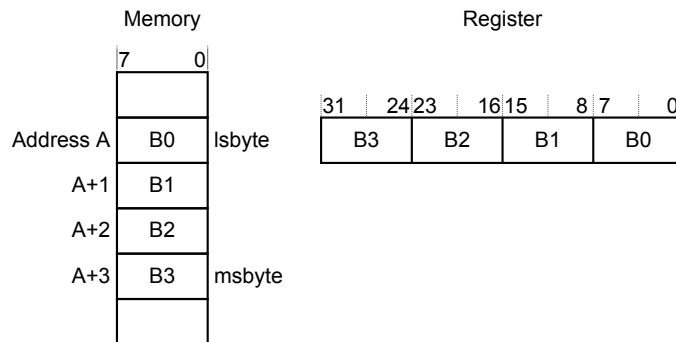 Memory
Register
7 0
31 24 23 16 15 8 7 0
Address A B0 lsbyte
B3 B2 B1 B0
A+1 B1
A+2 B2
A+3 B3 msbyte